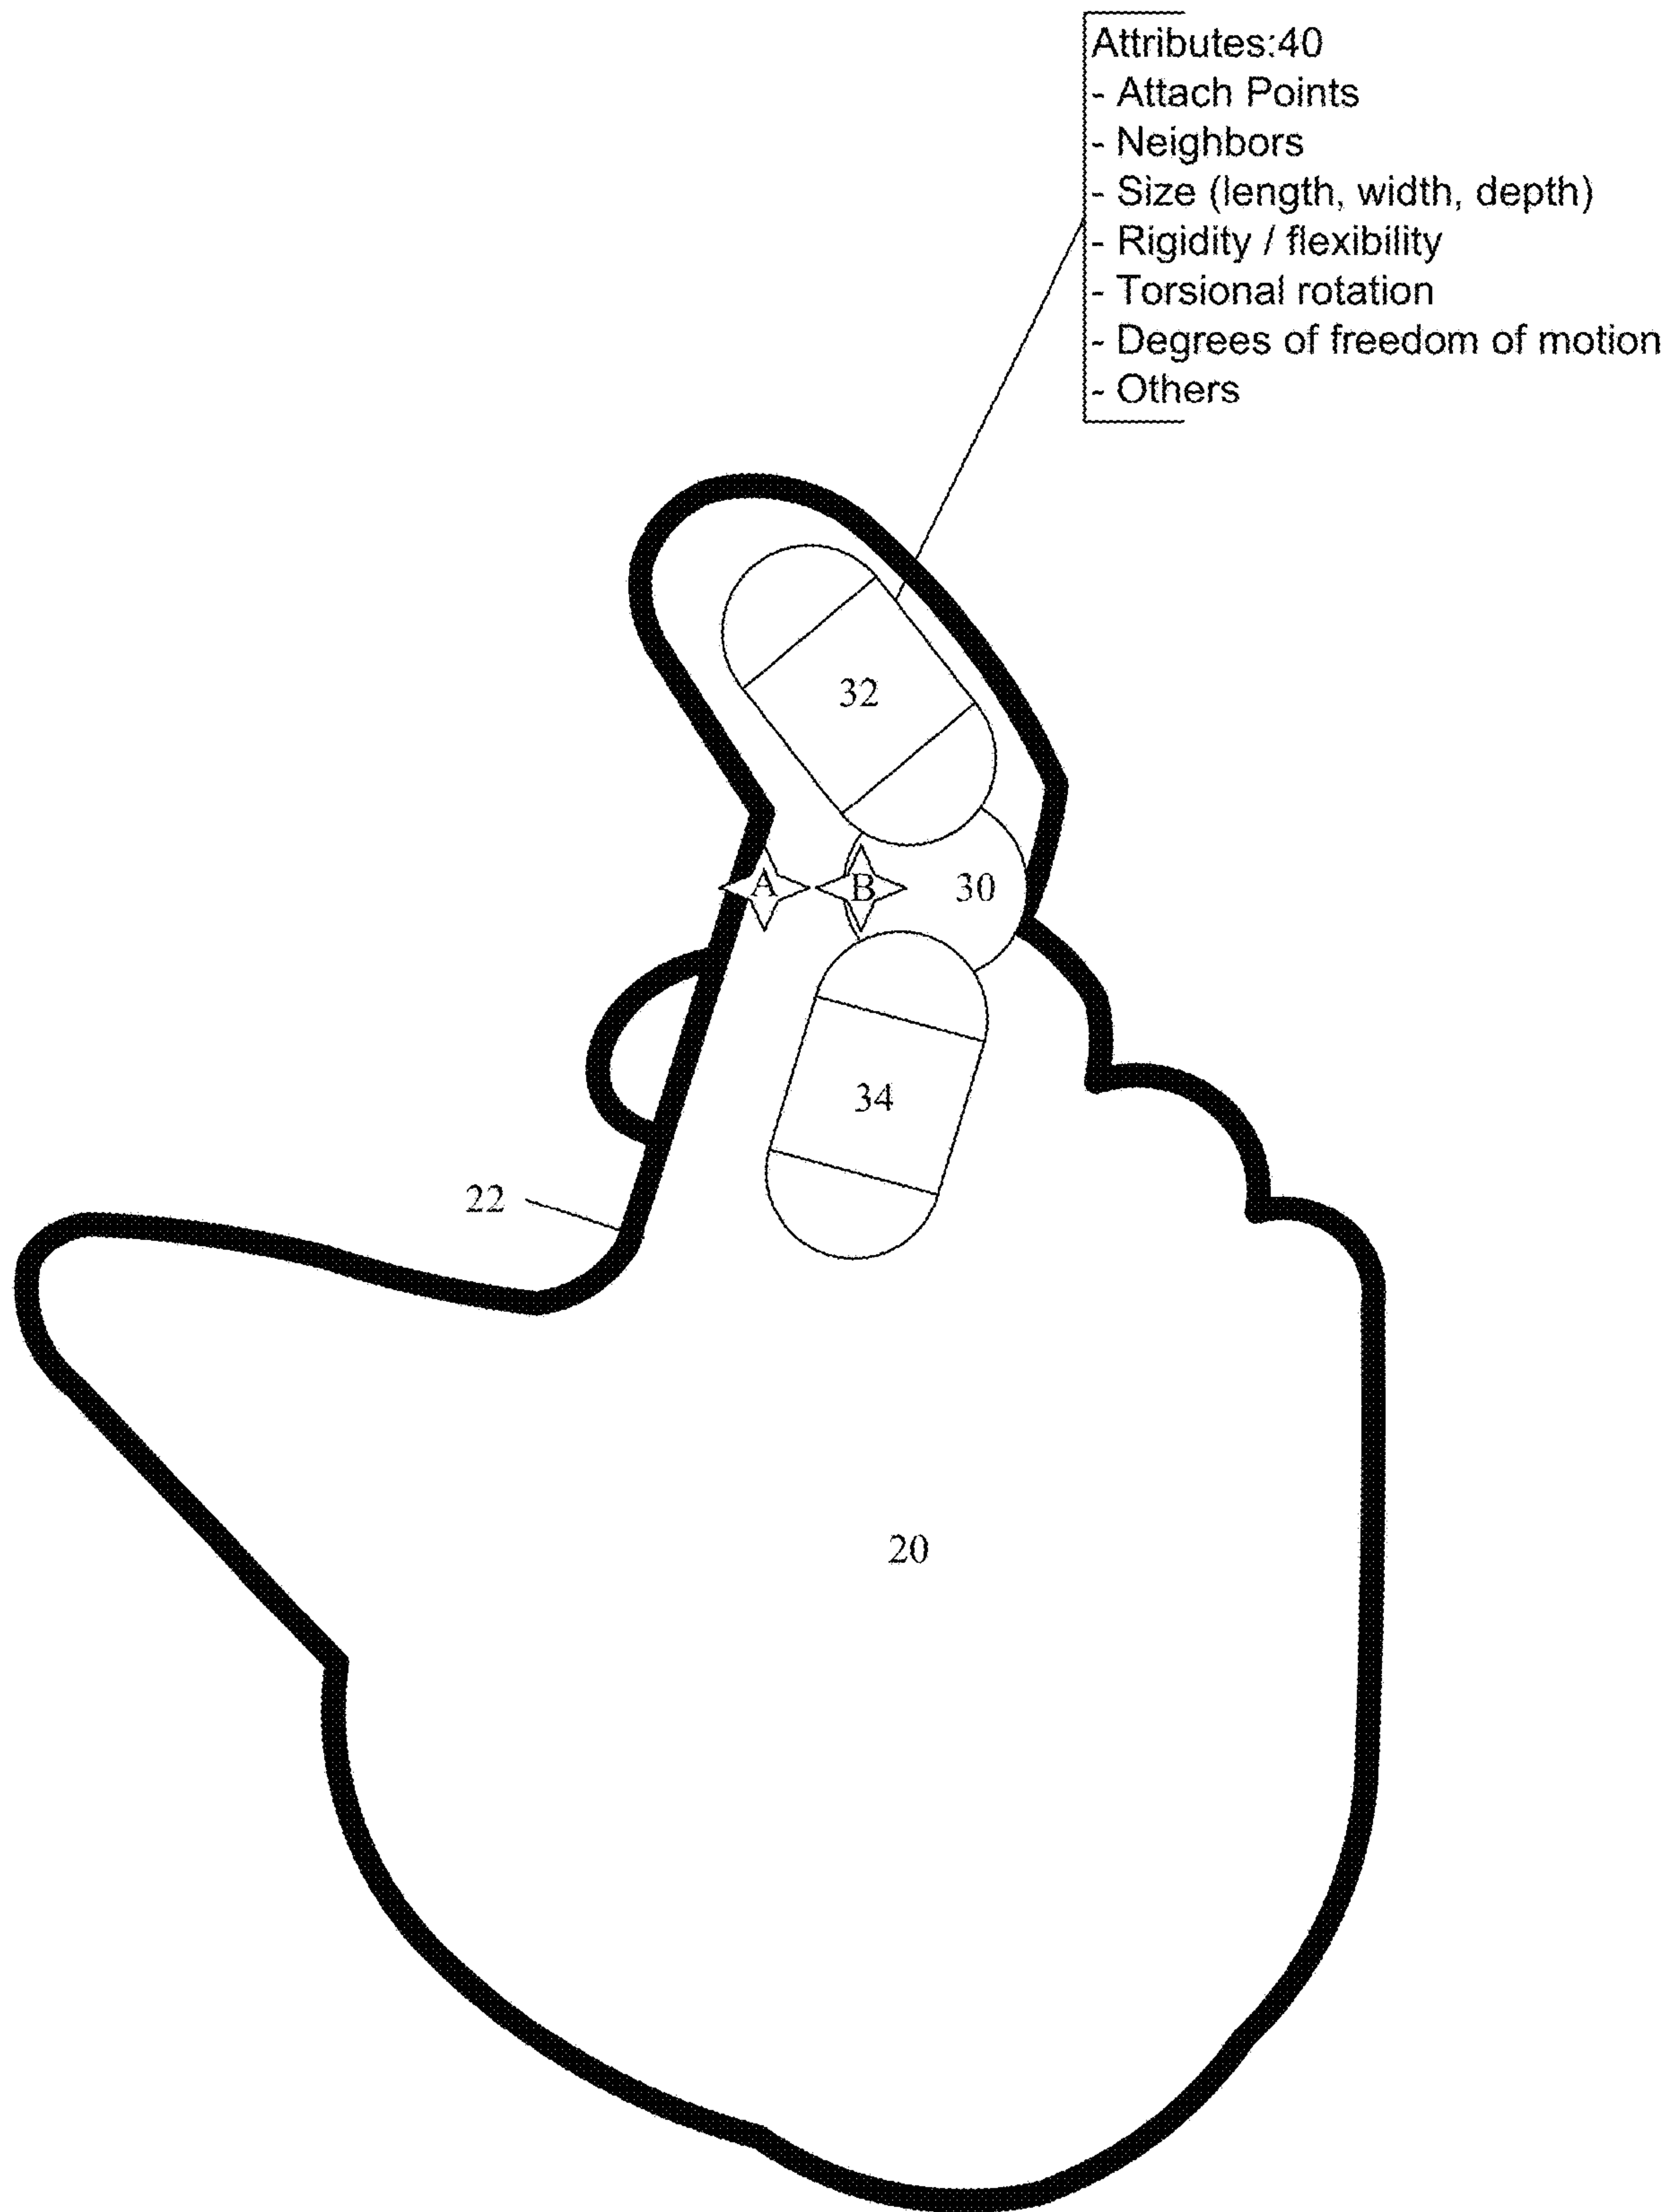 Attributes:40
- Attach Points
- Neighbors
- Size (length, width, depth)
- Rigidity / flexibility
- Torsional rotation
- Degrees of freedom of motion
- Others
32
A B 30
34
22
20